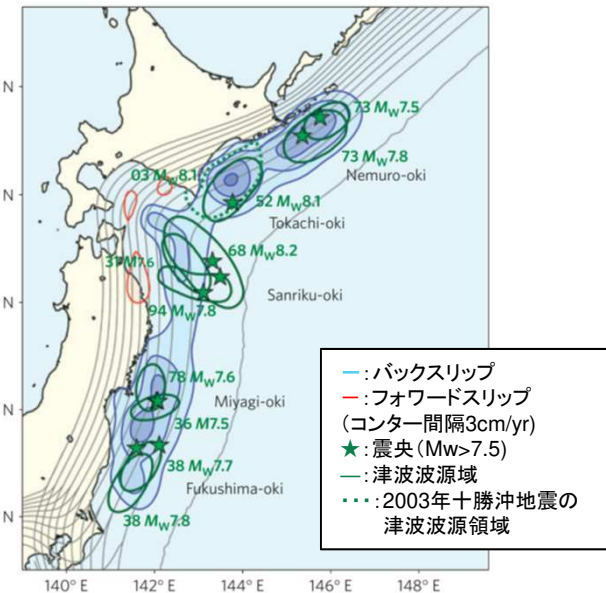 N
73 Mw7.5
73 Mw7.8
Nemuro-oki
03 Mw8.1
N
52 Mw8.1
Tokachi-oki
68 Mw8.2
31 M7.6
Sanriku-oki
N
94 Mw7.8
78 Mw7.6
Miyagi-oki
N
36 M7.5
38 Mw7.7
Fukushima-oki
N
38 Mw7.8
140° E
142° E
144° E
146° E
148° E
ー:バックスリップ
ー:フォワードスリップ
(コンター間隔3cm/yr)
★:震央(Mw>7.5)
―:津波波源域
･･･:2003年十勝沖地震の
津波波源領域